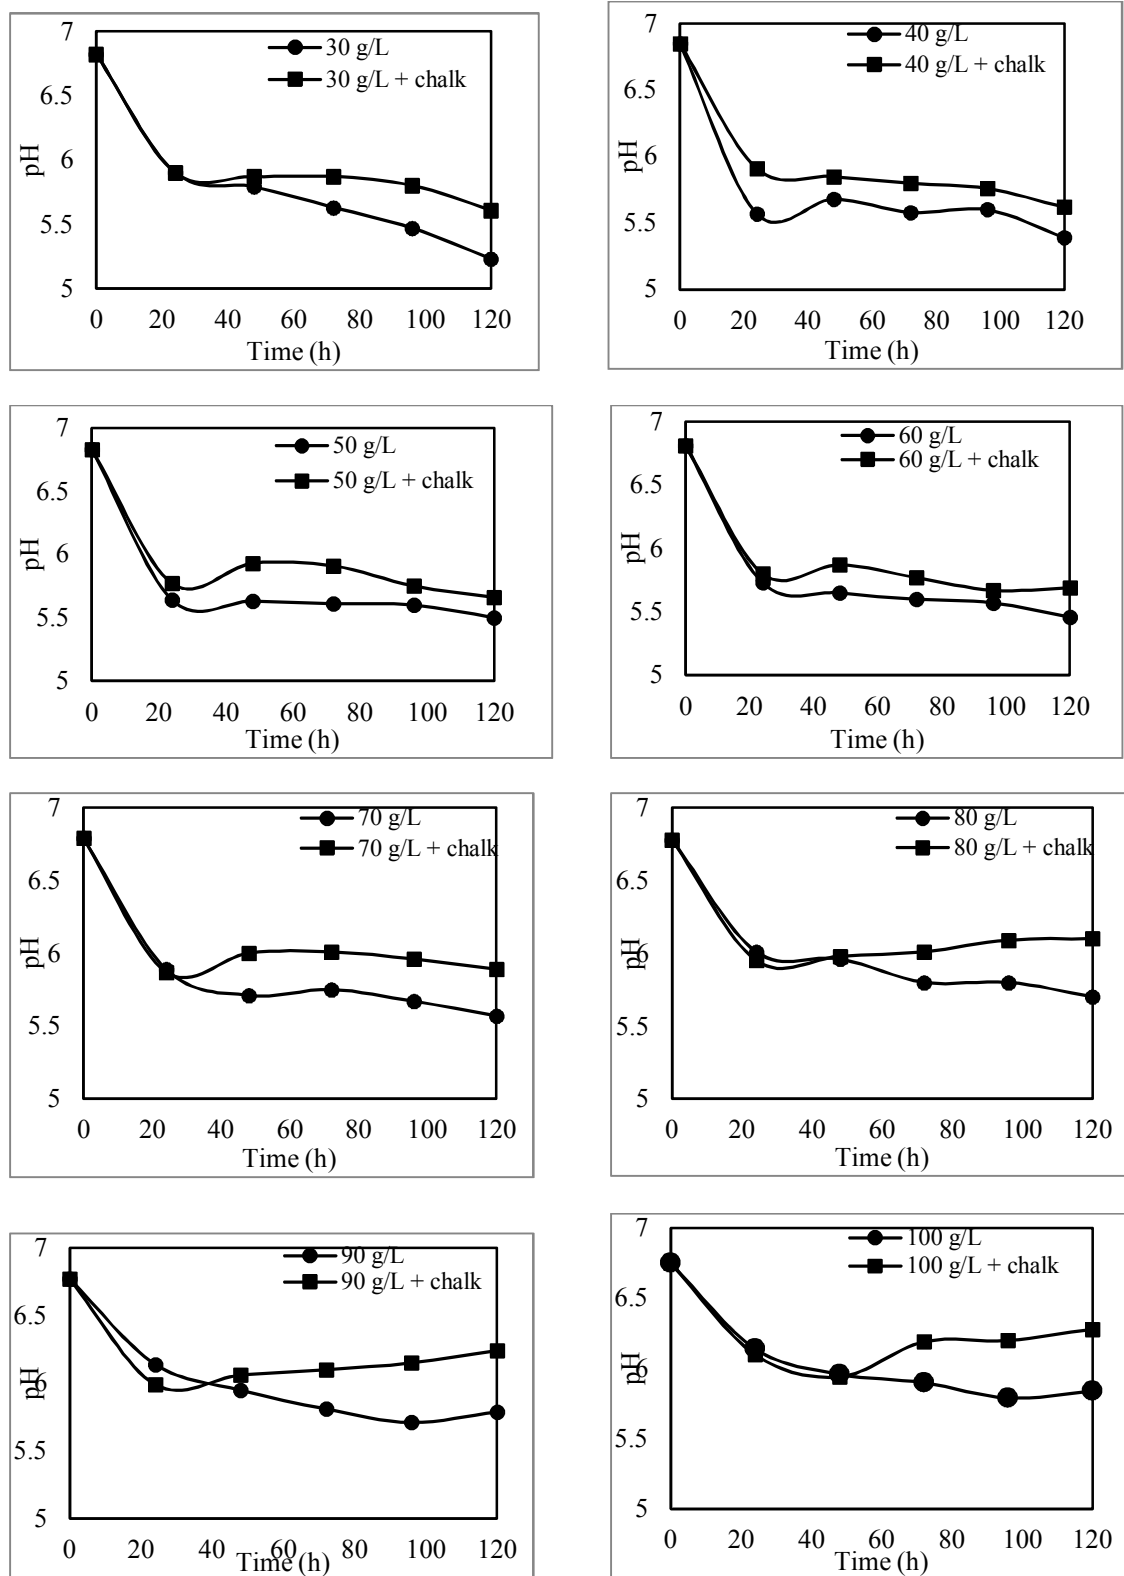 7
30 g/L
30 g/L + chalk
6.5
6
5.5
5
pH
0 20 40 60 80 100 120
Time (h)
7
40 g/L
40 g/L + chalk
6.5
6
5.5
5
pH
0 20 40 60 80 100 120
Time (h)
7
50 g/L
50 g/L + chalk
6.5
6
5.5
5
pH
0 20 40 60 80 100 120
Time (h)
7
60 g/L
60 g/L + chalk
6.5
6
5.5
5
pH
0 20 40 60 80 100 120
Time (h)
7
70 g/L
70 g/L + chalk
6.5
6
5.5
5
pH
0 20 40 60 80 100 120
Time (h)
7
80 g/L
80 g/L + chalk
6.5
6
5.5
5
pH
0 20 40 60 80 100 120
Time (h)
7
90 g/L
90 g/L + chalk
6.5
6
5.5
5
pH
0 20 40 60 80 100 120
Time (h)
7
100 g/L
100 g/L + chalk
6.5
6
5.5
5
pH
0 20 40 60 80 100 120
Time (h)